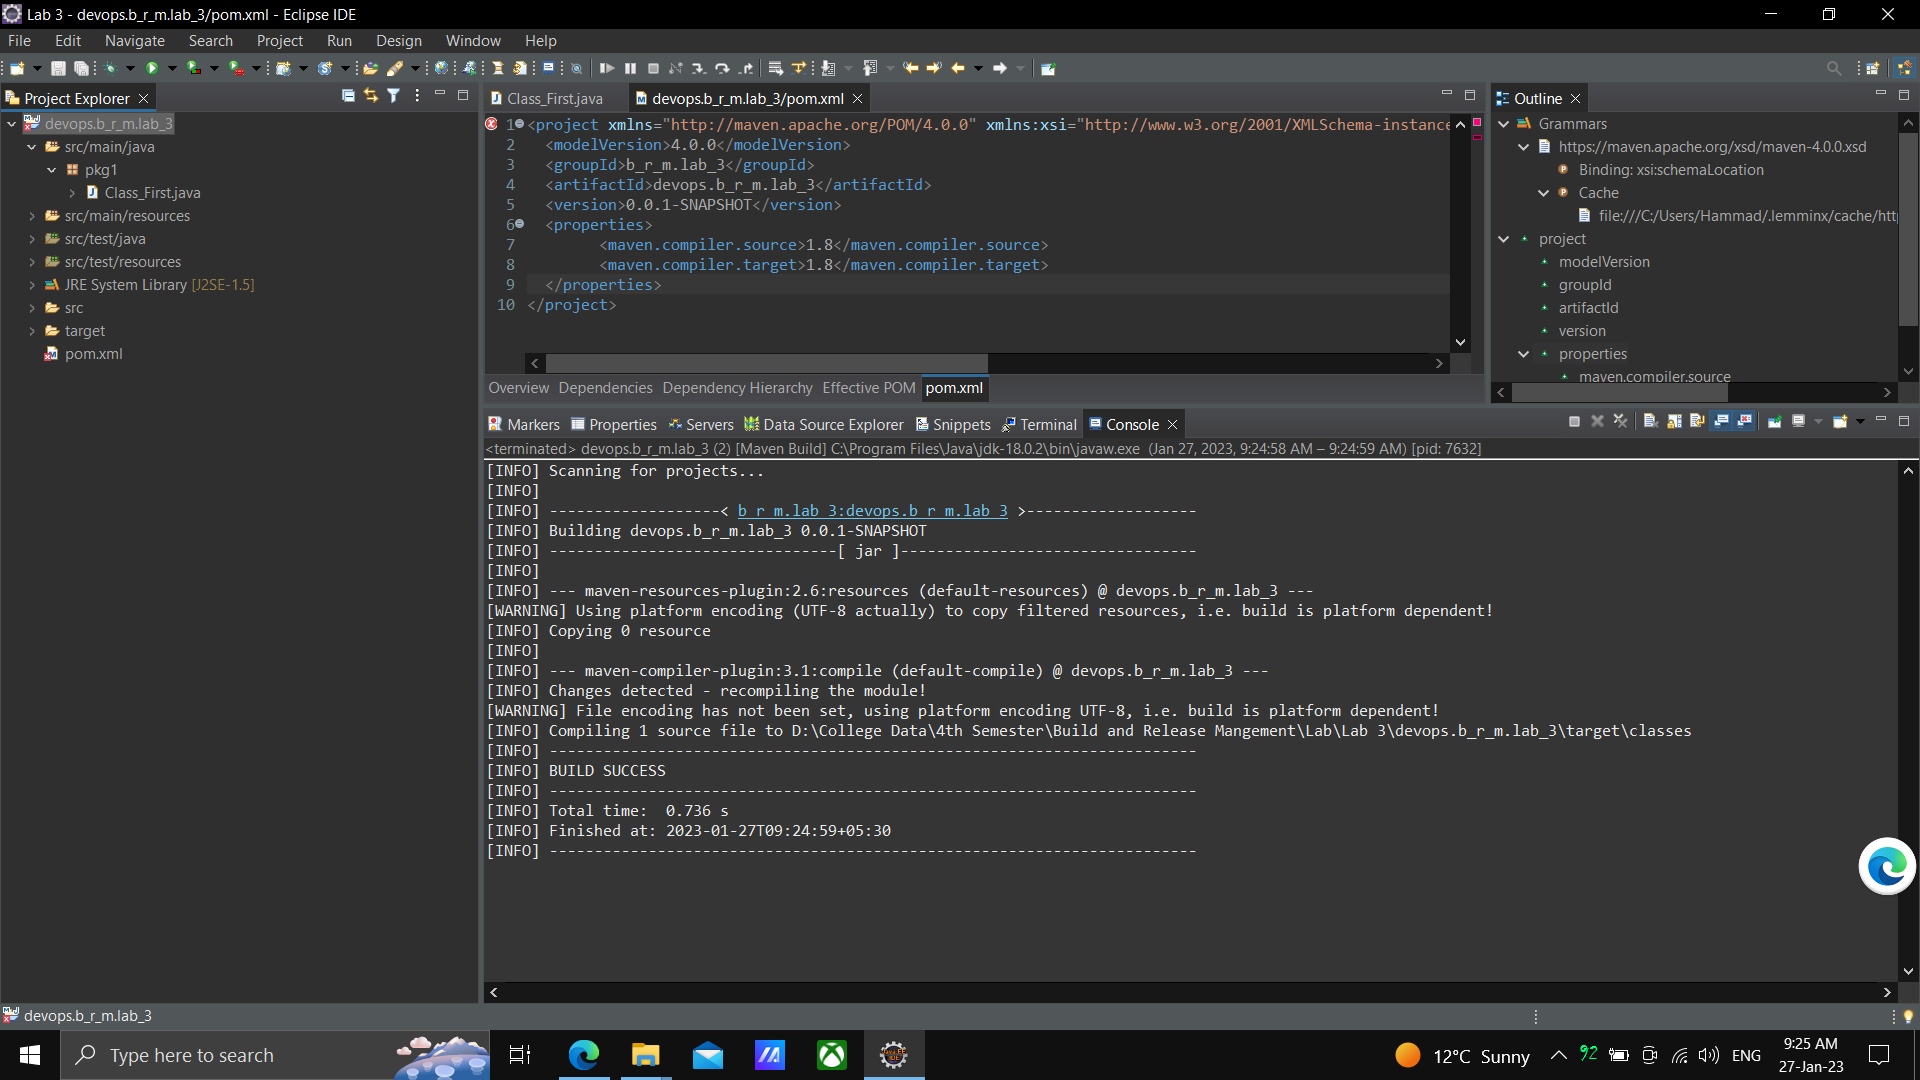 Lab 3 - devops.b_r_m.lab_3/pom.xml - Eclipse IDE
File Edit Navigate Search Project Run Design Window Help
Project Explorer
devops.b_r_m.lab_3
src/main/java
pkg1
Class_First.java
src/main/resources
src/test/java
src/test/resources
JRE System Library [J2SE-1.5]
src
target
pom.xml
Class_First.java
devops.b_r_m.lab_3/pom.xml
1 <project xmlns="http://maven.apache.org/POM/4.0.0" xmlns:xsi="http://www.w3.org/2001/XMLSchema-instance
2 <modelVersion>4.0.0</modelVersion>
3 <groupId>b_r_m.lab_3</groupId>
4 <artifactId>devops.b_r_m.lab_3</artifactId>
5 <version>0.0.1-SNAPSHOT</version>
6 <properties>
7 <maven.compiler.source>1.8</maven.compiler.source>
8 <maven.compiler.target>1.8</maven.compiler.target>
9 </properties>
10 </project>
Overview Dependencies Dependency Hierarchy Effective POM pom.xml
Outline
Grammars
https://maven.apache.org/xsd/maven-4.0.0.xsd
Binding: xsi:schemaLocation
Cache
file:///C:/Users/Hammad/.lemminx/cache/htt
project
modelVersion
groupId
artifactId
version
properties
maven.compiler.source
Markers Properties Servers Data Source Explorer Snippets Terminal Console
<terminated> devops.b_r_m.lab_3 (2) [Maven Build] C:\Program Files\Java\jdk-18.0.2\bin\javaw.exe (Jan 27, 2023, 9:24:58 AM – 9:24:59 AM) [pid: 7632]
[INFO] Scanning for projects...
[INFO]
[INFO] -------------------< b_r_m.lab_3:devops.b_r_m.lab_3 >-------------------
[INFO] Building devops.b_r_m.lab_3 0.0.1-SNAPSHOT
[INFO] --------------------------------[ jar ]---------------------------------
[INFO]
[INFO] --- maven-resources-plugin:2.6:resources (default-resources) @ devops.b_r_m.lab_3 ---
[WARNING] Using platform encoding (UTF-8 actually) to copy filtered resources, i.e. build is platform dependent!
[INFO] Copying 0 resource
[INFO]
[INFO] --- maven-compiler-plugin:3.1:compile (default-compile) @ devops.b_r_m.lab_3 ---
[INFO] Changes detected - recompiling the module!
[WARNING] File encoding has not been set, using platform encoding UTF-8, i.e. build is platform dependent!
[INFO] Compiling 1 source file to D:\College Data\4th Semester\Build and Release Mangement\Lab\Lab 3\devops.b_r_m.lab_3\target\classes
[INFO] ------------------------------------------------------------------------
[INFO] BUILD SUCCESS
[INFO] ------------------------------------------------------------------------
[INFO] Total time:  0.736 s
[INFO] Finished at: 2023-01-27T09:24:59+05:30
[INFO] ------------------------------------------------------------------------
devops.b_r_m.lab_3
Type here to search
12°C Sunny
92
ENG
9:25 AM
27-Jan-23